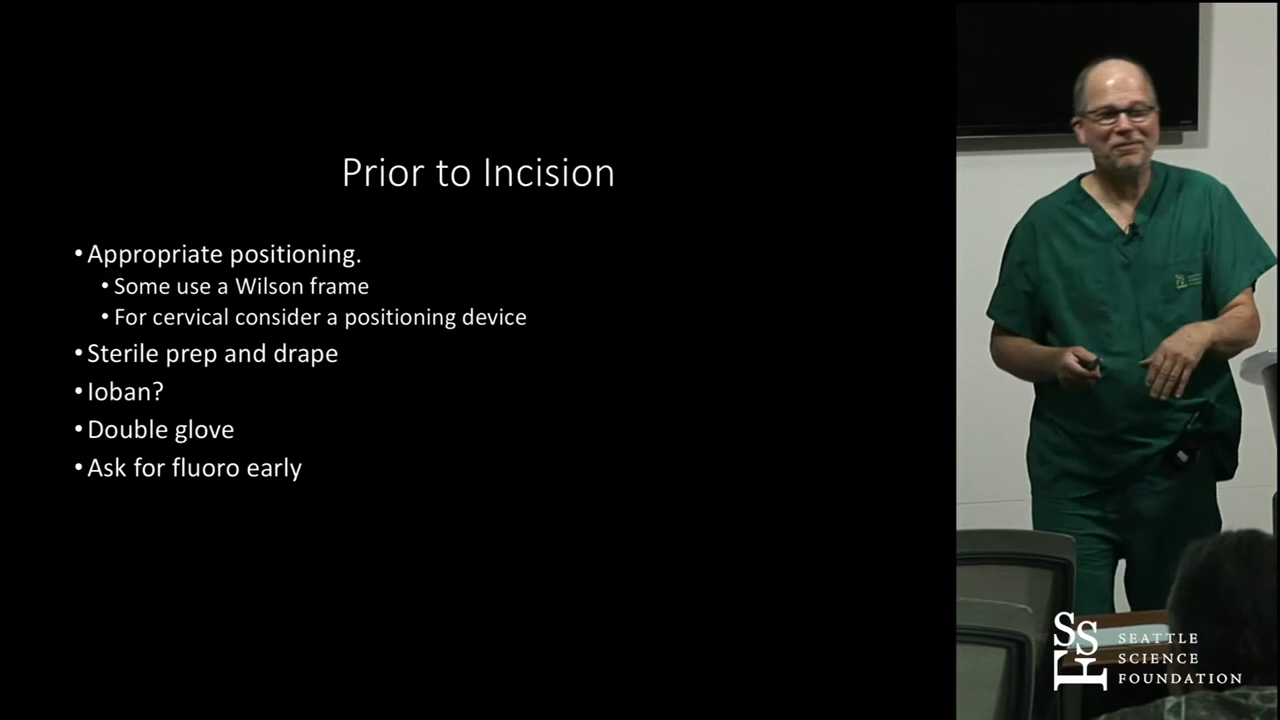 Prior to Incision
• Appropriate positioning.
• Some use a Wilson frame
• For cervical consider a positioning device
• Sterile prep and drape
• Ioban?
• Double glove
• Ask for fluoro early
SSF
SEATTLE
SCIENCE
FOUNDATION